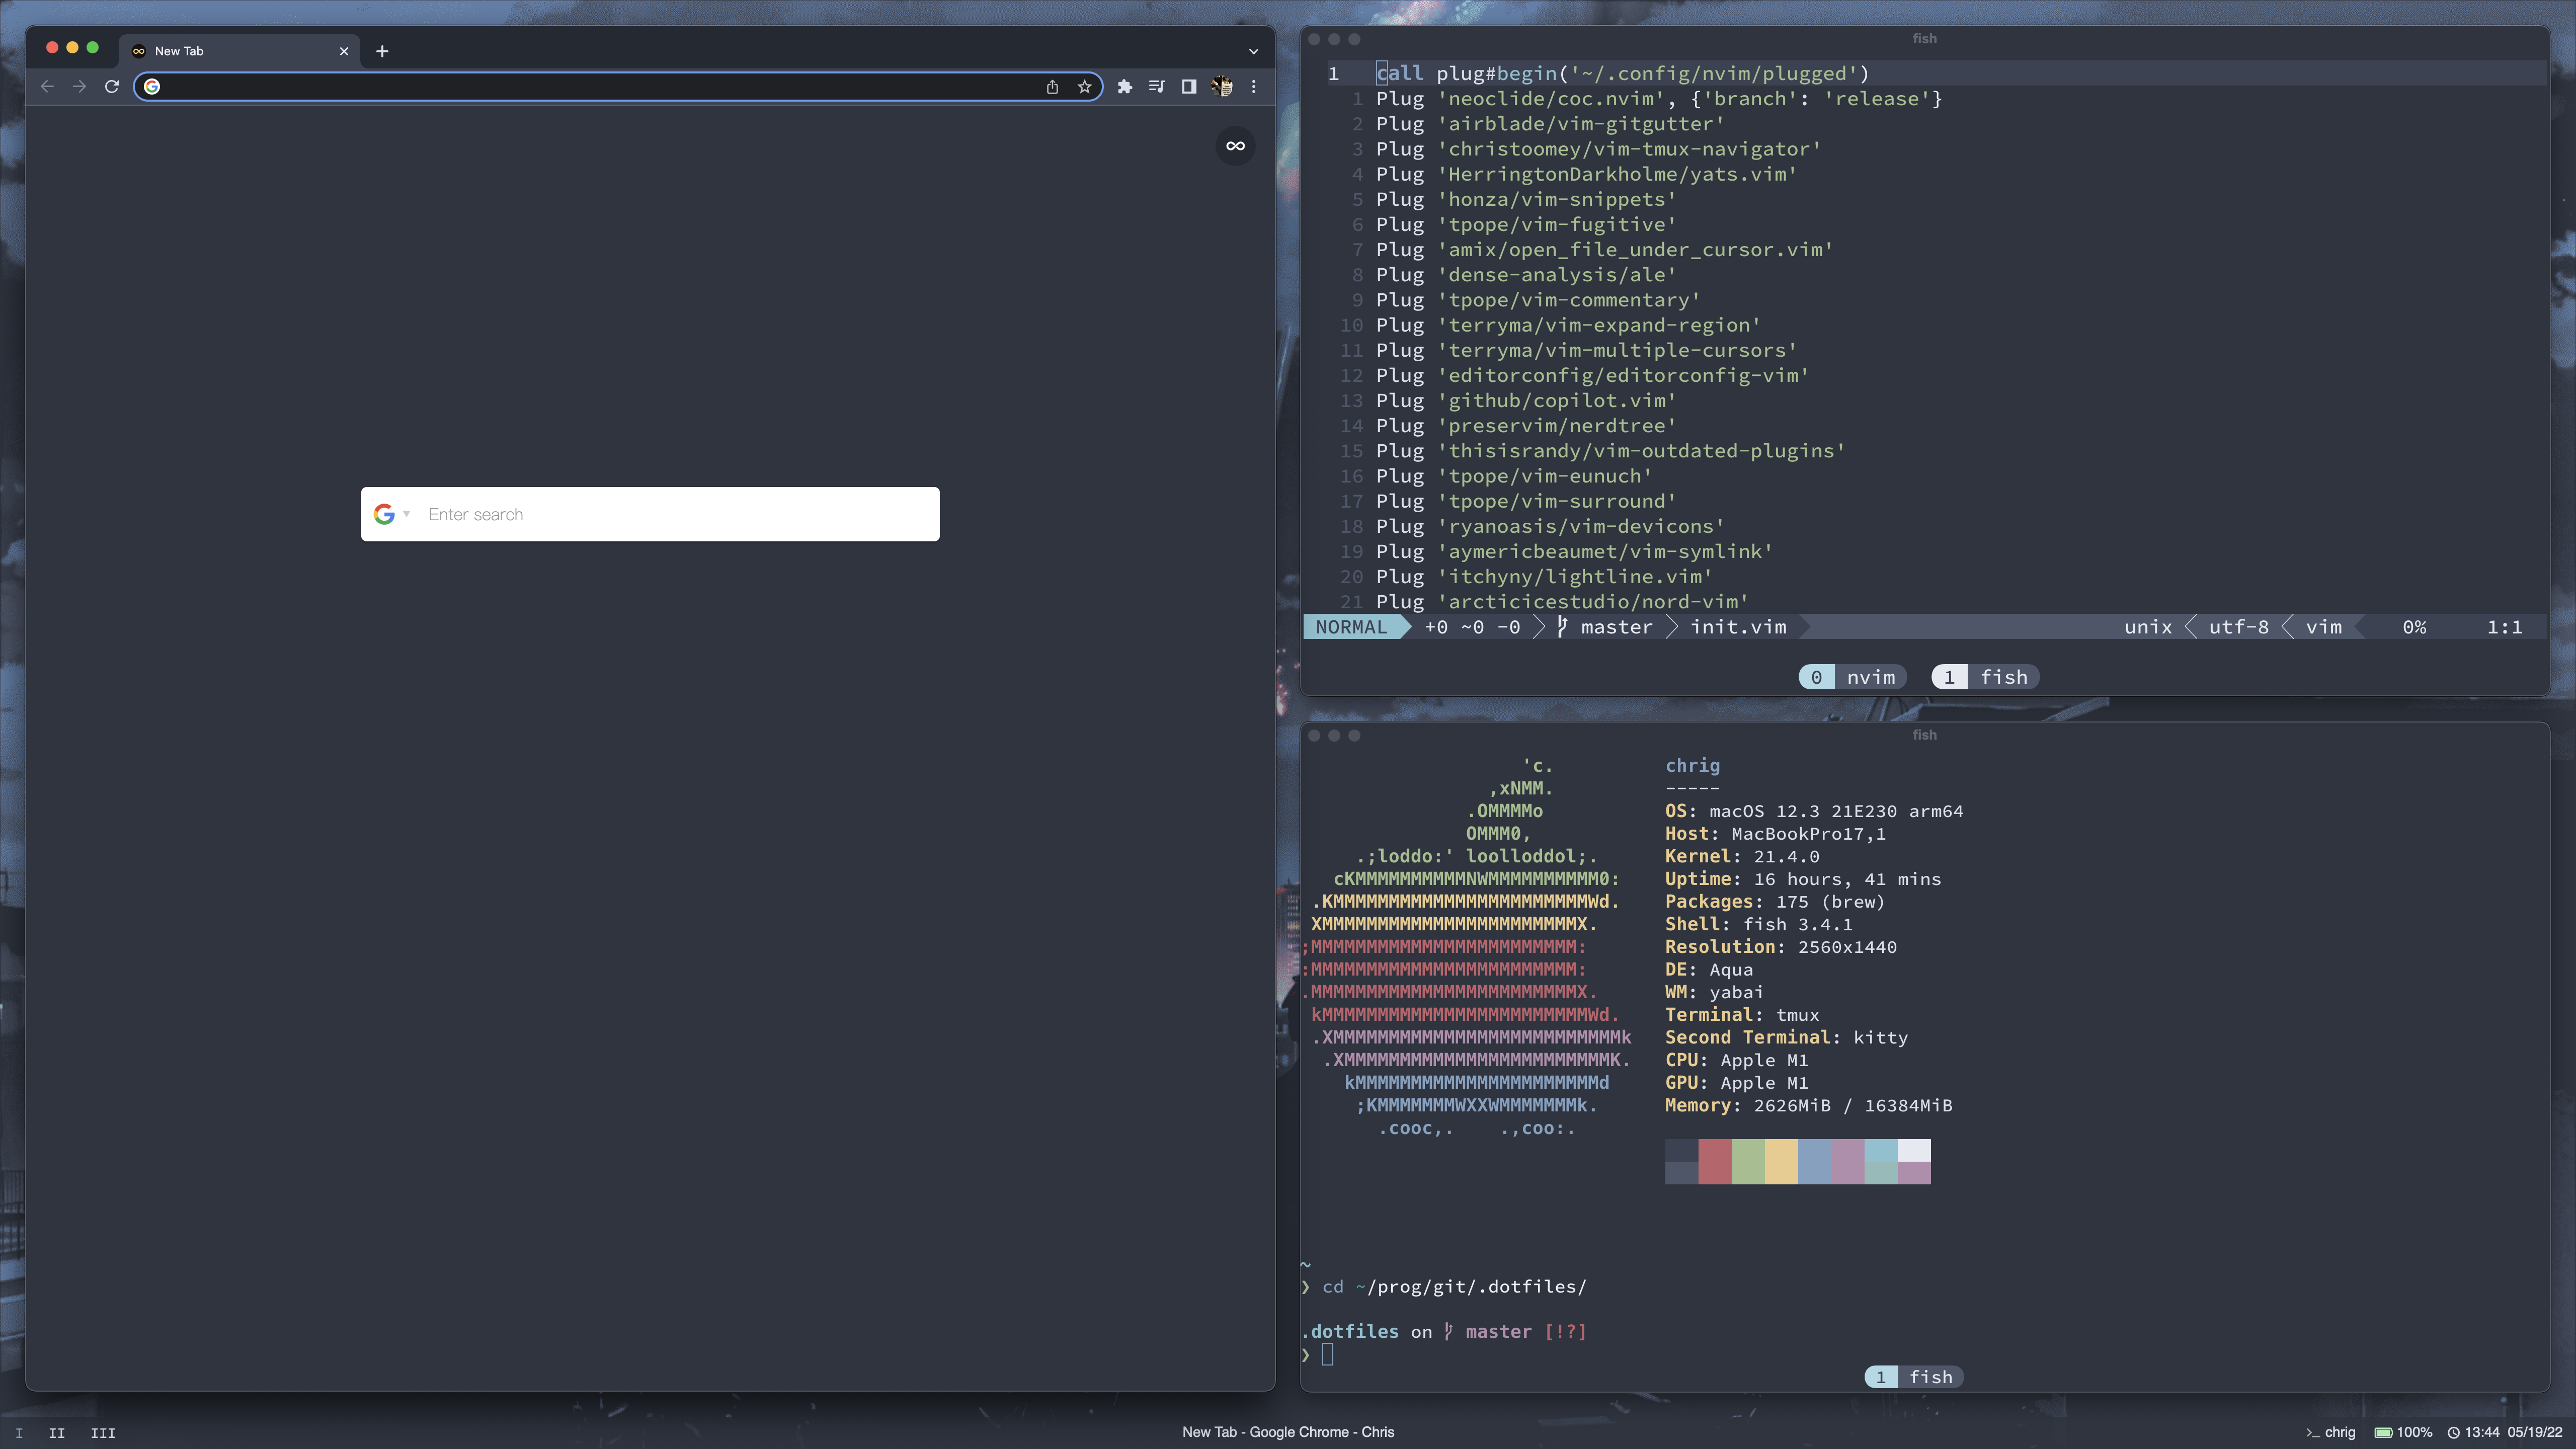 New Tab
Enter search
fish
1 call plug#begin('~/.config/nvim/plugged')
1 Plug 'neoclide/coc.nvim', {'branch': 'release'}
2 Plug 'airblade/vim-gitgutter'
3 Plug 'christoomey/vim-tmux-navigator'
4 Plug 'HerringtonDarkholme/yats.vim'
5 Plug 'honza/vim-snippets'
6 Plug 'tpope/vim-fugitive'
7 Plug 'amix/open_file_under_cursor.vim'
8 Plug 'dense-analysis/ale'
9 Plug 'tpope/vim-commentary'
10 Plug 'terryma/vim-expand-region'
11 Plug 'terryma/vim-multiple-cursors'
12 Plug 'editorconfig/editorconfig-vim'
13 Plug 'github/copilot.vim'
14 Plug 'preservim/nerdtree'
15 Plug 'thisisrandy/vim-outdated-plugins'
16 Plug 'tpope/vim-eunuch'
17 Plug 'tpope/vim-surround'
18 Plug 'ryanoasis/vim-devicons'
19 Plug 'aymericbeaumet/vim-symlink'
20 Plug 'itchyny/lightline.vim'
21 Plug 'arcticicestudio/nord-vim'
NORMAL +0 ~0 -0 master init.vim unix utf-8 vim 0% 1:1
0 nvim 1 fish
fish
'c.
,xNMM.
.OMMMMo
OMMM0,
.;loddo:' loolloddol;.
cKMMMMMMMMMMNWMMMMMMMMMM0:
.KMMMMMMMMMMMMMMMMMMMMMMMWd.
XMMMMMMMMMMMMMMMMMMMMMMMX.
;MMMMMMMMMMMMMMMMMMMMMMMM:
:MMMMMMMMMMMMMMMMMMMMMMMM:
.MMMMMMMMMMMMMMMMMMMMMMMMX.
kMMMMMMMMMMMMMMMMMMMMMMMMWd.
.XMMMMMMMMMMMMMMMMMMMMMMMMMMk
.XMMMMMMMMMMMMMMMMMMMMMMMMK.
kMMMMMMMMMMMMMMMMMMMMMMd
;KMMMMMMMWXXWMMMMMMMk.
.cooc,. .,coo:.
chrig
-----
OS: macOS 12.3 21E230 arm64
Host: MacBookPro17,1
Kernel: 21.4.0
Uptime: 16 hours, 41 mins
Packages: 175 (brew)
Shell: fish 3.4.1
Resolution: 2560x1440
DE: Aqua
WM: yabai
Terminal: tmux
Second Terminal: kitty
CPU: Apple M1
GPU: Apple M1
Memory: 2626MiB / 16384MiB
~
❯ cd ~/prog/git/.dotfiles/
.dotfiles on master [!?]
❯
1 fish
I II III
New Tab - Google Chrome - Chris
>_ chrig 100% 13:44 05/19/22